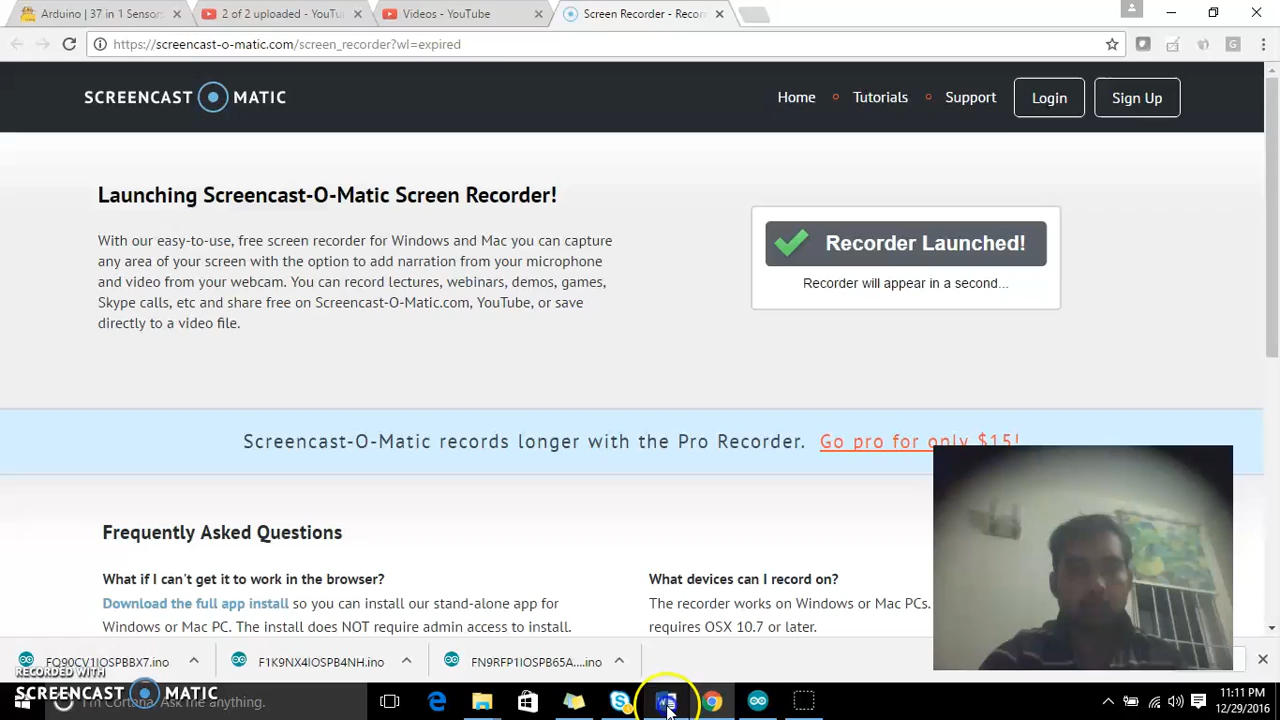 Arduino | 37 in 1 Sensor
2 of 2 uploaded - YouTu
Videos - YouTube
Screen Recorder - Recor
https://screencast-o-matic.com/screen_recorder?wl=expired
SCREENCAST MATIC
Home
Tutorials
Support
Login
Sign Up
Launching Screencast-O-Matic Screen Recorder!
With our easy-to-use, free screen recorder for Windows and Mac you can capture
any area of your screen with the option to add narration from your microphone
and video from your webcam. You can record lectures, webinars, demos, games,
Skype calls, etc and share free on Screencast-O-Matic.com, YouTube, or save
directly to a video file.
Recorder Launched!
Recorder will appear in a second...
Screencast-O-Matic records longer with the Pro Recorder. Go pro for only $15!
Frequently Asked Questions
What if I can't get it to work in the browser?
Download the full app install so you can install our stand-alone app for
Windows or Mac PC. The install does NOT require admin access to install.
What devices can I record on?
The recorder works on Windows or Mac PCs.
requires OSX 10.7 or later.
FQ90CV1IOSPBBX7.ino
F1K9NX4IOSPB4NH.ino
FN9RFP1IOSPB65A....ino
RECORDED WITH
SCREENCAST MATIC
I'm Cortana. Ask me anything.
11:11 PM
12/29/2016